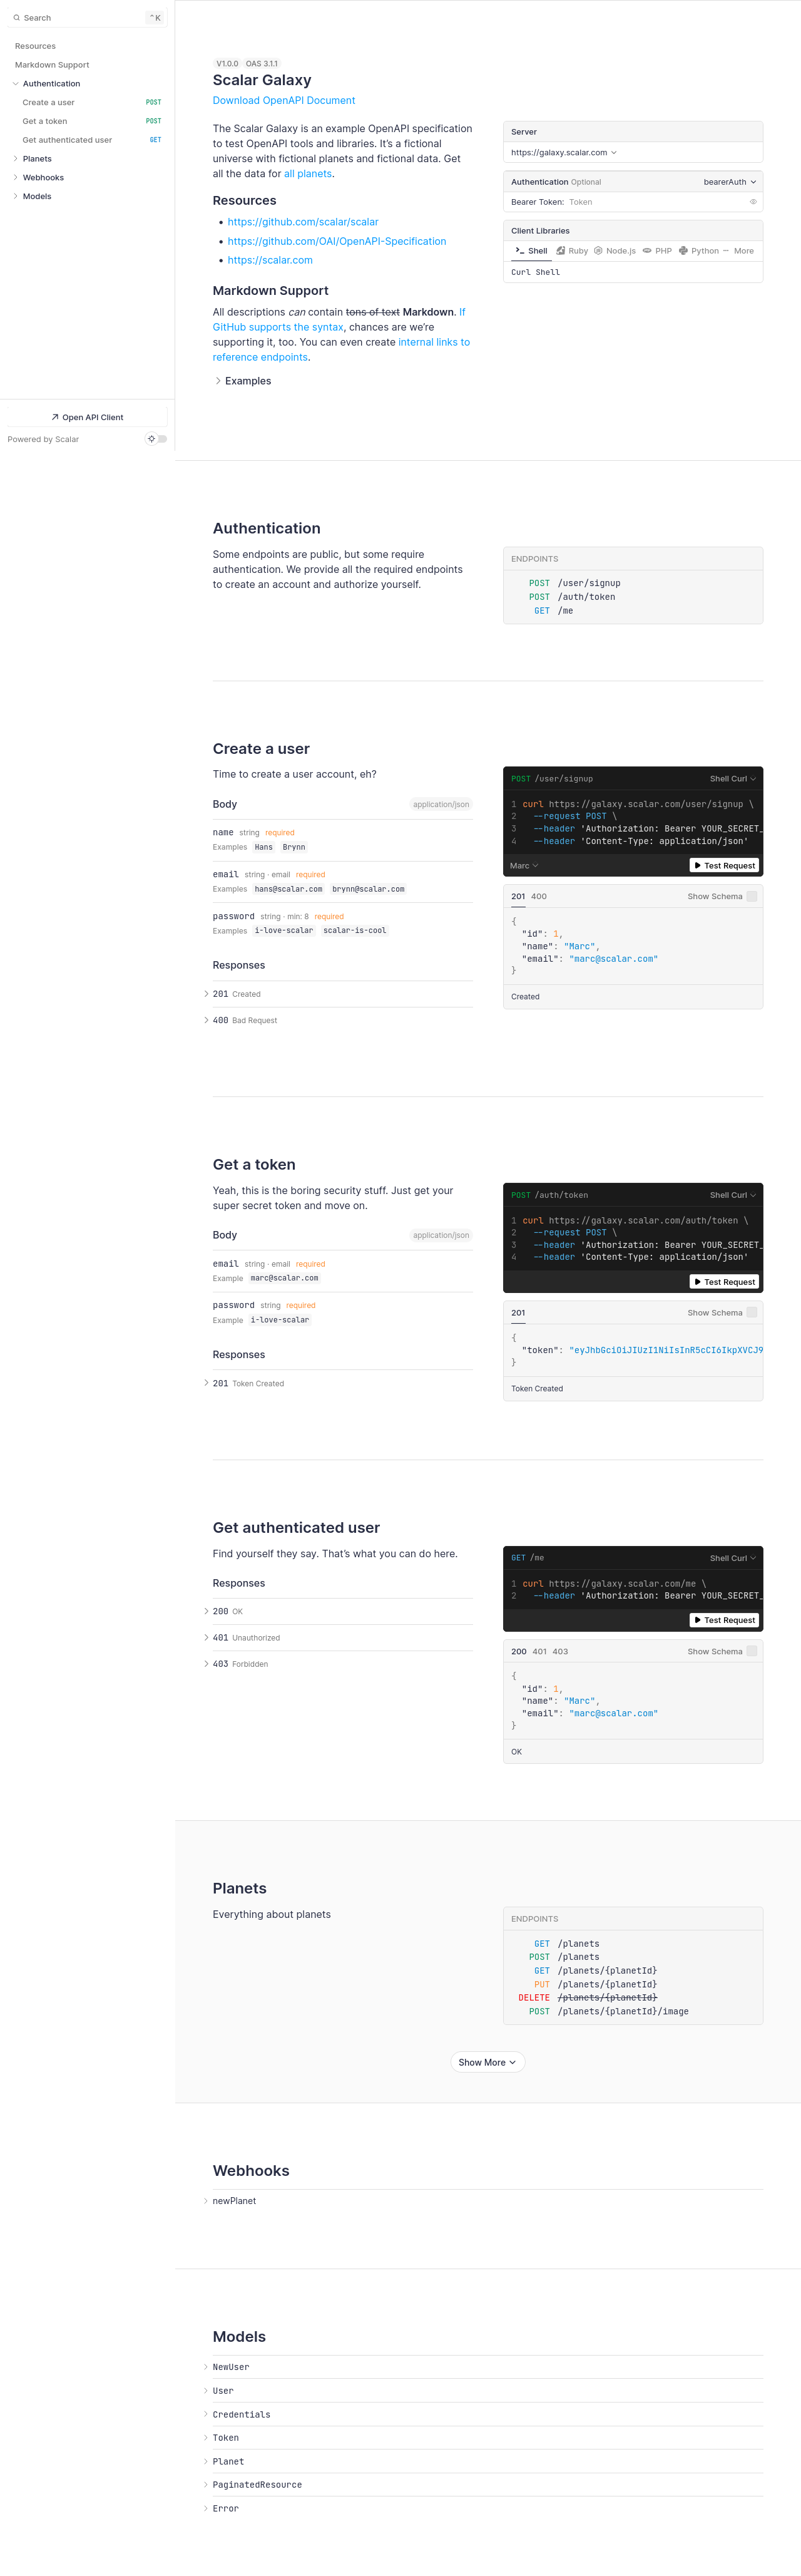 Search
⌃K
Resources
Markdown Support
Authentication
Create a user POST
Get a token POST
Get authenticated user GET
Planets
Webhooks
Models
Open API Client
Powered by Scalar
V1.0.0 OAS 3.1.1
Scalar Galaxy
Download OpenAPI Document
The Scalar Galaxy is an example OpenAPI specification
to test OpenAPI tools and libraries. It's a fictional
universe with fictional planets and fictional data. Get
all the data for all planets.
Resources
• https://github.com/scalar/scalar
• https://github.com/OAI/OpenAPI-Specification
• https://scalar.com
Markdown Support
All descriptions can contain tons of text Markdown. If
GitHub supports the syntax, chances are we're
supporting it, too. You can even create internal links to
reference endpoints.
Examples
Server
https://galaxy.scalar.com
Authentication Optional bearerAuth
Bearer Token: Token
Client Libraries
Shell Ruby Node.js PHP Python More
Curl Shell
Authentication
Some endpoints are public, but some require
authentication. We provide all the required endpoints
to create an account and authorize yourself.
ENDPOINTS
POST /user/signup
POST /auth/token
GET /me
Create a user
Time to create a user account, eh?
Body application/json
name string required
Examples Hans Brynn
email string · email required
Examples hans@scalar.com brynn@scalar.com
password string · min: 8 required
Examples i-love-scalar scalar-is-cool
Responses
201 Created
400 Bad Request
POST /user/signup Shell Curl
1 curl https://galaxy.scalar.com/user/signup \
2 --request POST \
3 --header 'Authorization: Bearer YOUR_SECRET_
4 --header 'Content-Type: application/json'
Marc Test Request
201 400 Show Schema
{
"id": 1,
"name": "Marc",
"email": "marc@scalar.com"
}
Created
Get a token
Yeah, this is the boring security stuff. Just get your
super secret token and move on.
Body application/json
email string · email required
Example marc@scalar.com
password string required
Example i-love-scalar
Responses
201 Token Created
POST /auth/token Shell Curl
1 curl https://galaxy.scalar.com/auth/token \
2 --request POST \
3 --header 'Authorization: Bearer YOUR_SECRET_
4 --header 'Content-Type: application/json'
Test Request
201 Show Schema
{
"token": "eyJhbGciOiJIUzI1NiIsInR5cCI6IkpXVCJ9
}
Token Created
Get authenticated user
Find yourself they say. That's what you can do here.
Responses
200 OK
401 Unauthorized
403 Forbidden
GET /me Shell Curl
1 curl https://galaxy.scalar.com/me \
2 --header 'Authorization: Bearer YOUR_SECRET_
Test Request
200 401 403 Show Schema
{
"id": 1,
"name": "Marc",
"email": "marc@scalar.com"
}
OK
Planets
Everything about planets
ENDPOINTS
GET /planets
POST /planets
GET /planets/{planetId}
PUT /planets/{planetId}
DELETE /planets/{planetId}
POST /planets/{planetId}/image
Show More
Webhooks
newPlanet
Models
NewUser
User
Credentials
Token
Planet
PaginatedResource
Error